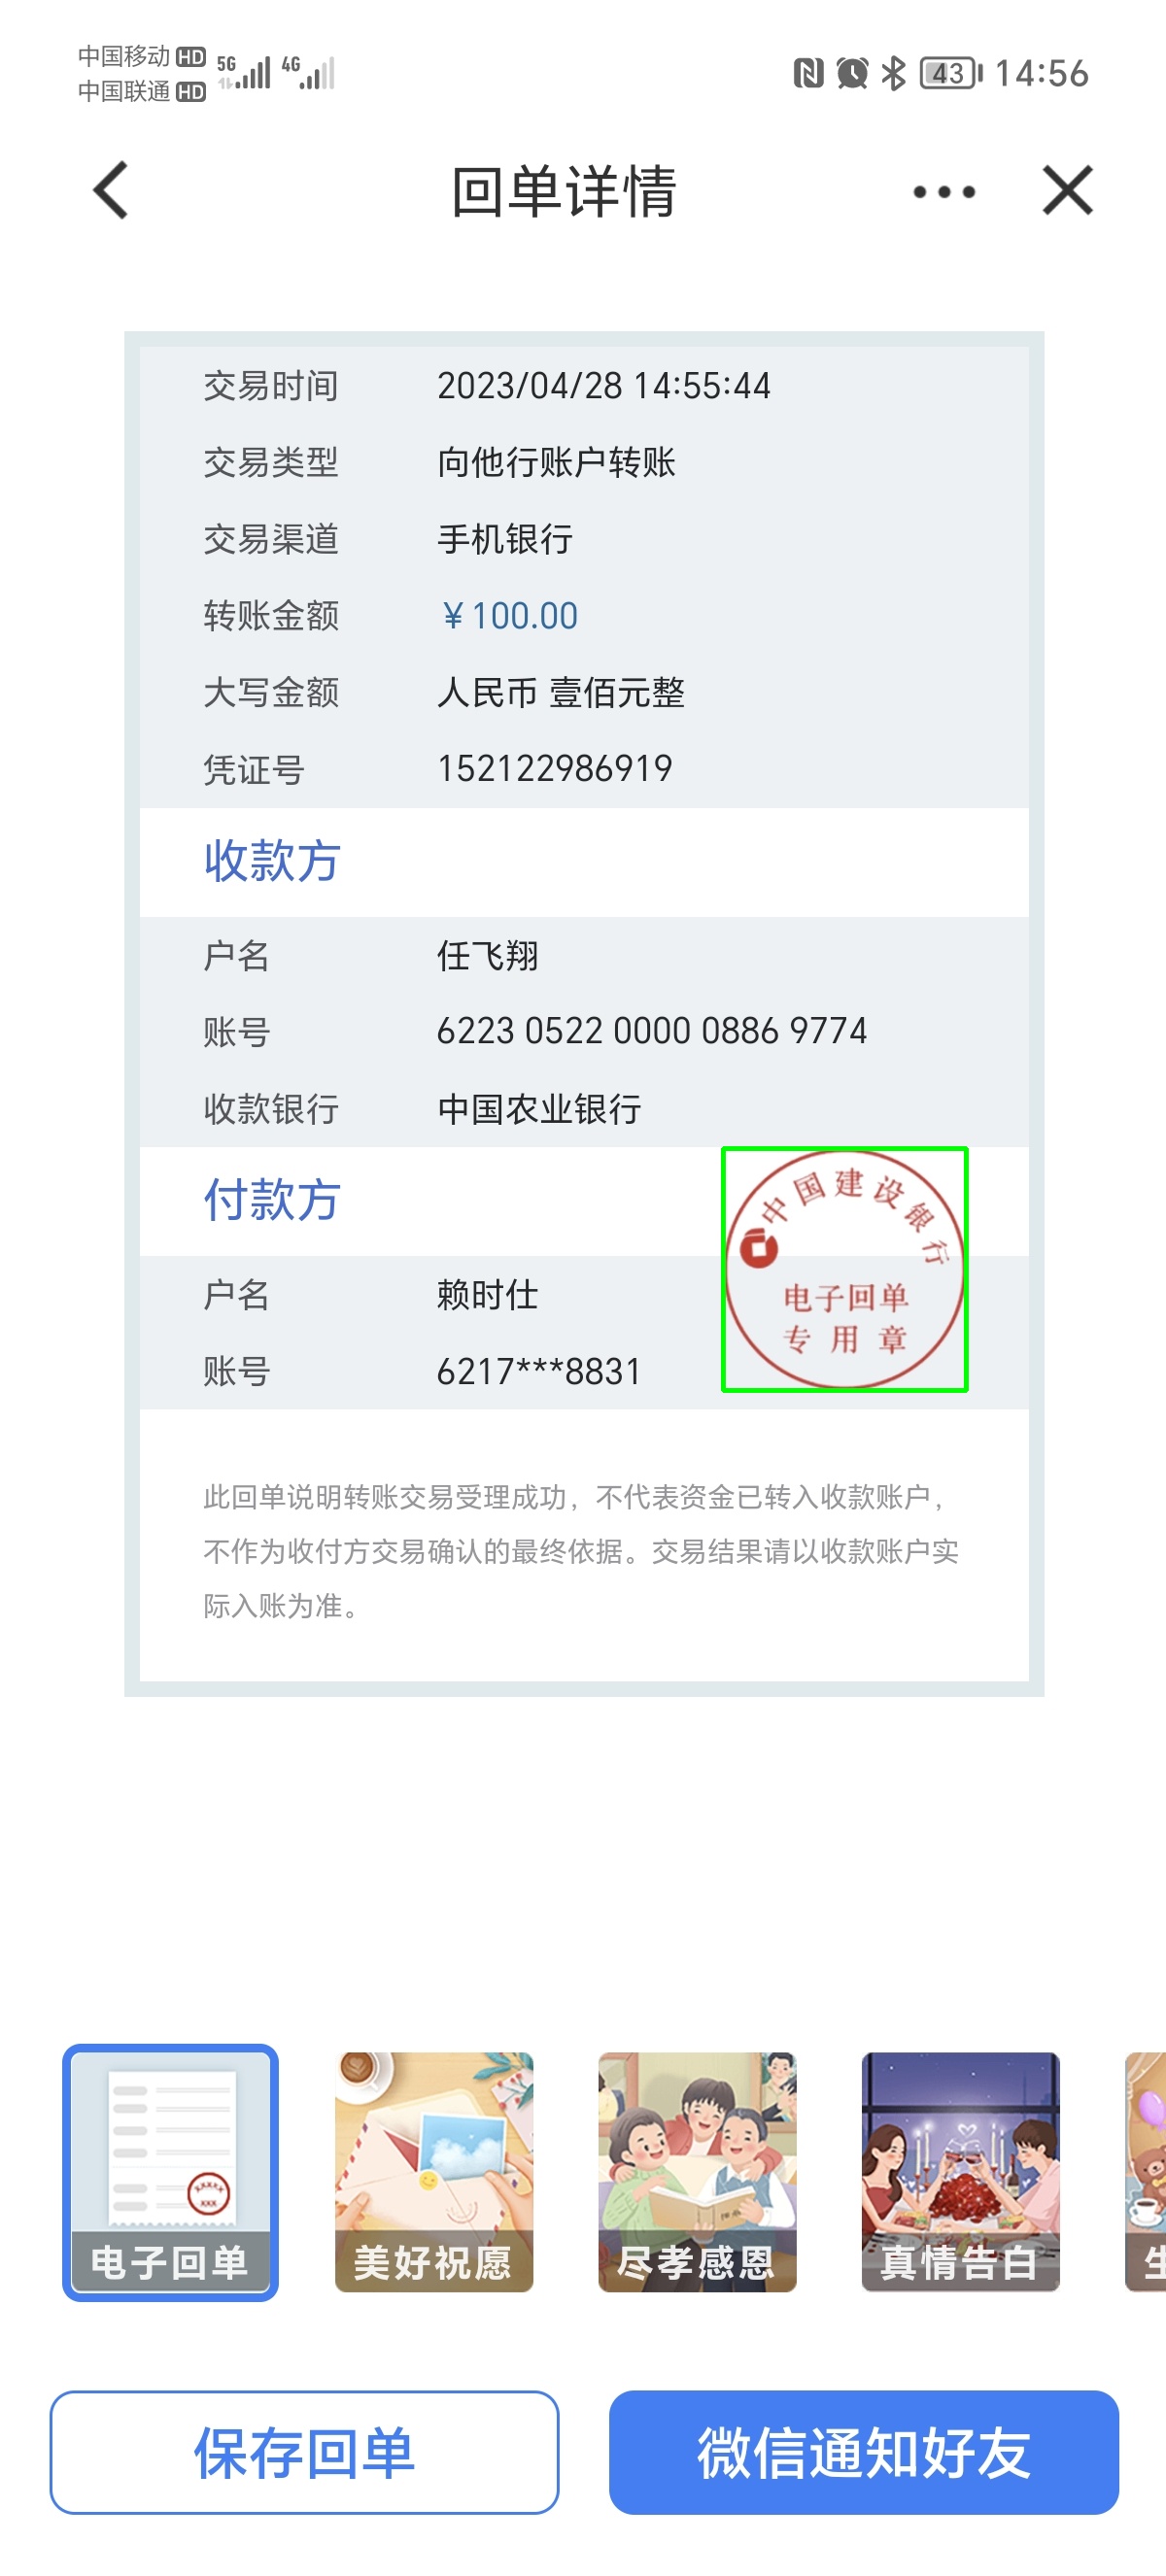 中国移动 HD 5G 4G
中国联通 HD
43 14:56
回单详情
交易时间 2023/04/28 14:55:44
交易类型 向他行账户转账
交易渠道 手机银行
转账金额 ￥100.00
大写金额 人民币 壹佰元整
凭证号 152122986919
收款方
户名 任飞翔
账号 6223 0522 0000 0886 9774
收款银行 中国农业银行
付款方
户名 赖时仕
账号 6217***8831
中国建设银行
电子回单
专用章
此回单说明转账交易受理成功，不代表资金已转入收款账户，
不作为收付方交易确认的最终依据。交易结果请以收款账户实
际入账为准。
XXXXX
XXX
电子回单 美好祝愿 尽孝感恩 真情告白 生
保存回单 微信通知好友